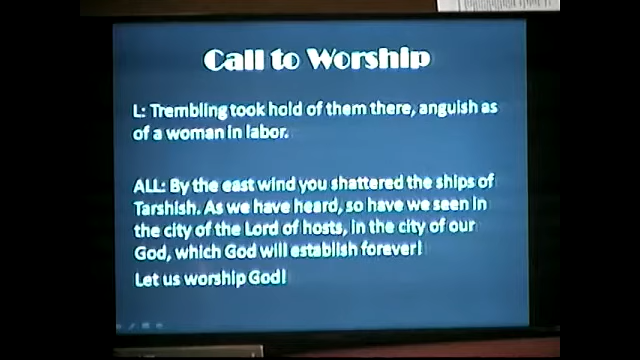 Call to Worship
L: Trembling took hold of them there, anguish as
of a woman in labor.
ALL: By the east wind you shattered the ships of
Tarshish. As we have heard, so have we seen in
the city of the Lord of hosts, in the city of our
God, which God will establish forever!
Let us worship God!